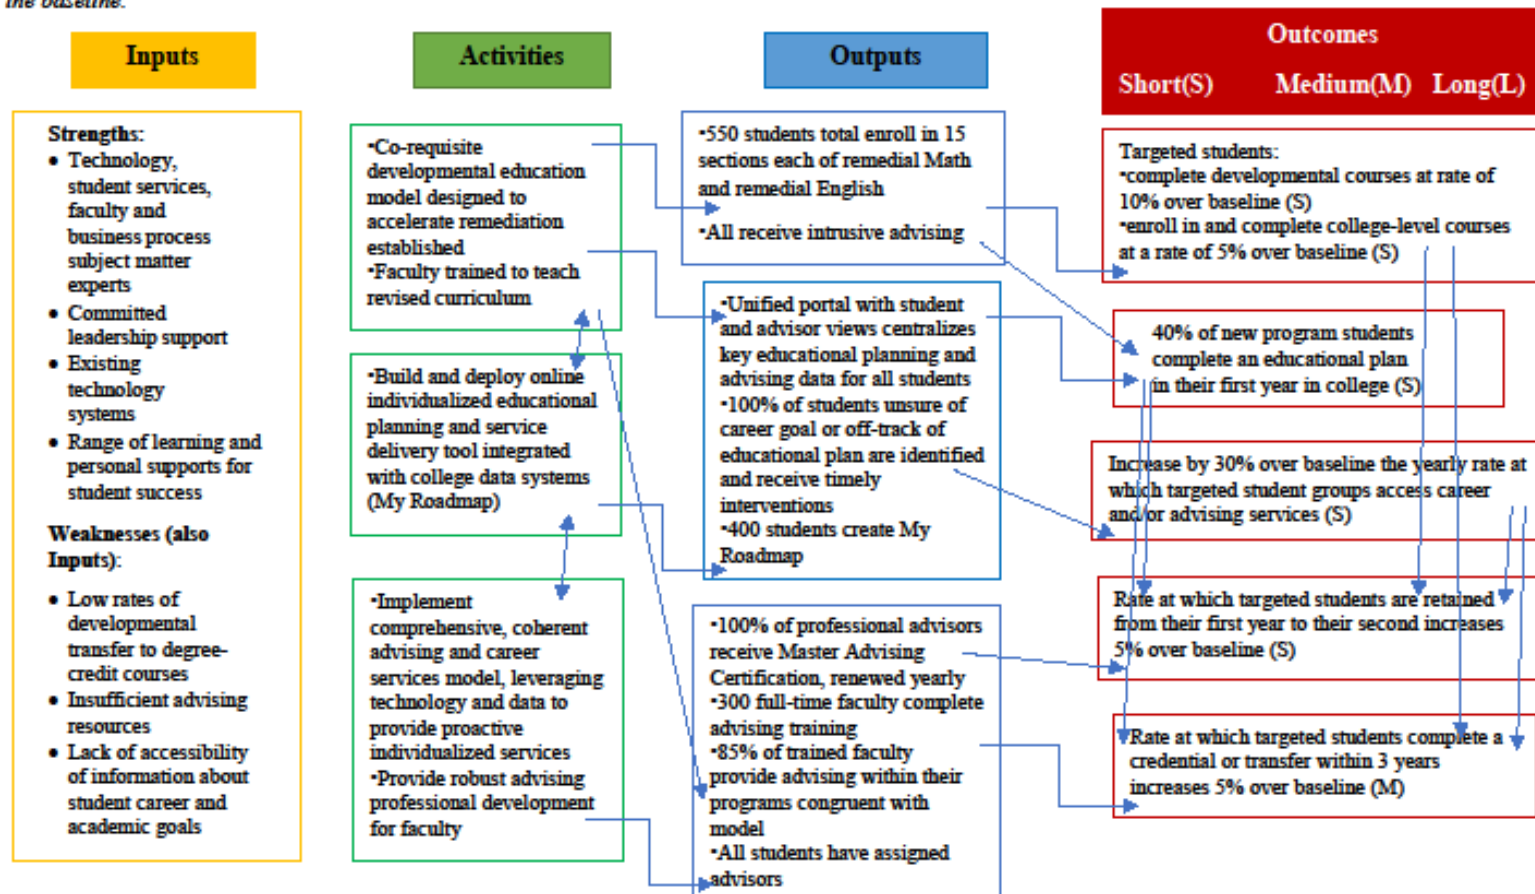 the baseline.
Inputs
Activities
Outputs
Outcomes
Short(S) Medium(M) Long(L)
Strengths:
• Technology,
student services,
faculty and
business process
subject matter
experts
• Committed
leadership support
• Existing
technology
systems
• Range of learning and
personal supports for
student success
Weaknesses (also
Inputs):
• Low rates of
developmental
transfer to degree-
credit courses
• Insufficient advising
resources
• Lack of accessibility
of information about
student career and
academic goals
•Co-requisite
developmental education
model designed to
accelerate remediation
established
•Faculty trained to teach
revised curriculum
•Build and deploy online
individualized educational
planning and service
delivery tool integrated
with college data systems
(My Roadmap)
•Implement
comprehensive, coherent
advising and career
services model, leveraging
technology and data to
provide proactive
individualized services
•Provide robust advising
professional development
for faculty
•550 students total enroll in 15
sections each of remedial Math
and remedial English
•All receive intrusive advising
•Unified portal with student
and advisor views centralizes
key educational planning and
advising data for all students
•100% of students unsure of
career goal or off-track of
educational plan are identified
and receive timely
interventions
•400 students create My
Roadmap
•100% of professional advisors
receive Master Advising
Certification, renewed yearly
•300 full-time faculty complete
advising training
•85% of trained faculty
provide advising within their
programs congruent with
model
•All students have assigned
advisors
Targeted students:
•complete developmental courses at rate of
10% over baseline (S)
•enroll in and complete college-level courses
at a rate of 5% over baseline (S)
40% of new program students
complete an educational plan
in their first year in college (S)
Increase by 30% over baseline the yearly rate at
which targeted student groups access career
and/or advising services (S)
Rate at which targeted students are retained
from their first year to their second increases
5% over baseline (S)
Rate at which targeted students complete a
credential or transfer within 3 years
increases 5% over baseline (M)